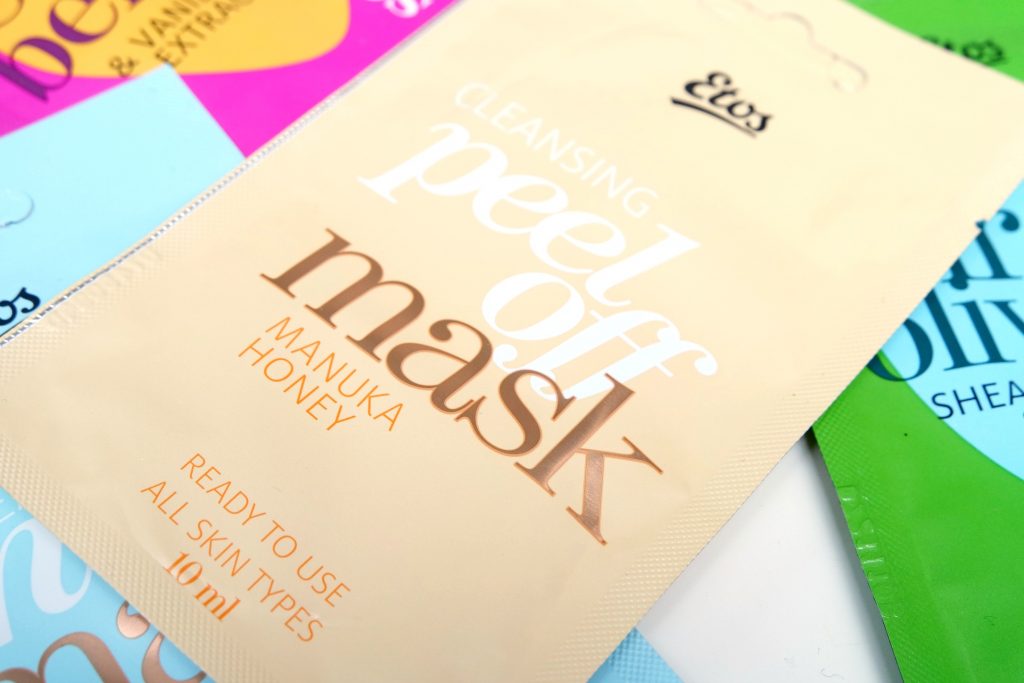 & VANI
EXTRA
Etos
CLEANSING
peel
off
mask
MANUKA
HONEY
READY TO USE
ALL SKIN TYPES
10 ml
SHEA